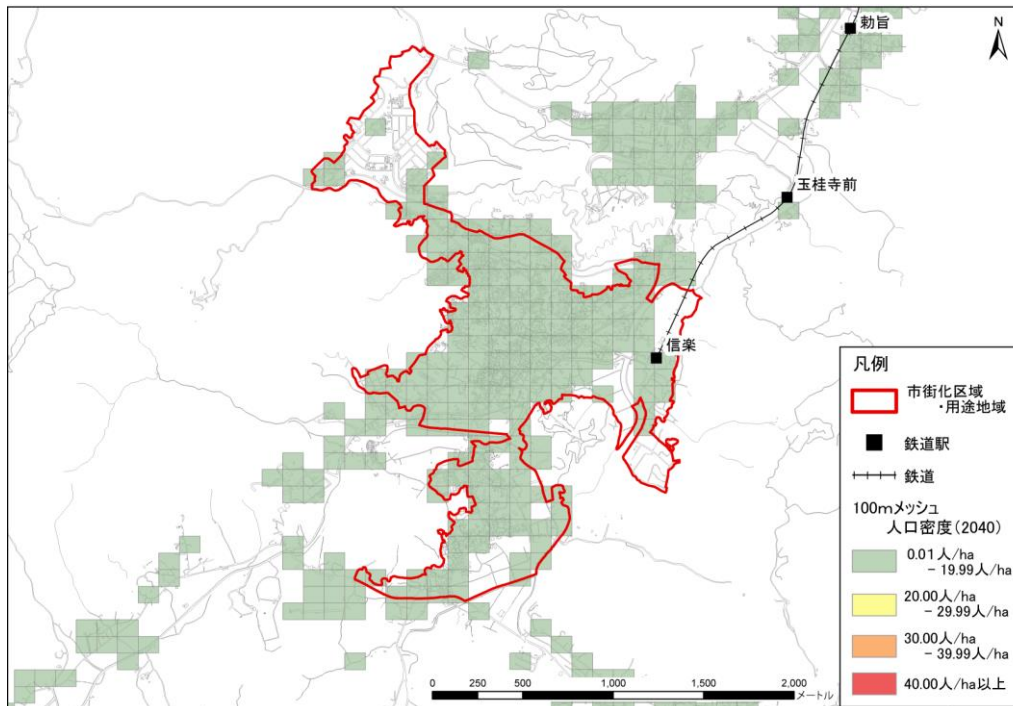 勅旨
N
玉桂寺前
信楽
凡例
市街化区域
・用途地域
鉄道駅
鉄道
100mメッシュ
人口密度(2040)
0.01人/ha
- 19.99人/ha
20.00人/ha
- 29.99人/ha
30.00人/ha
- 39.99人/ha
40.00人/ha以上
0 250 500 1,000 1,500 2,000
メートル